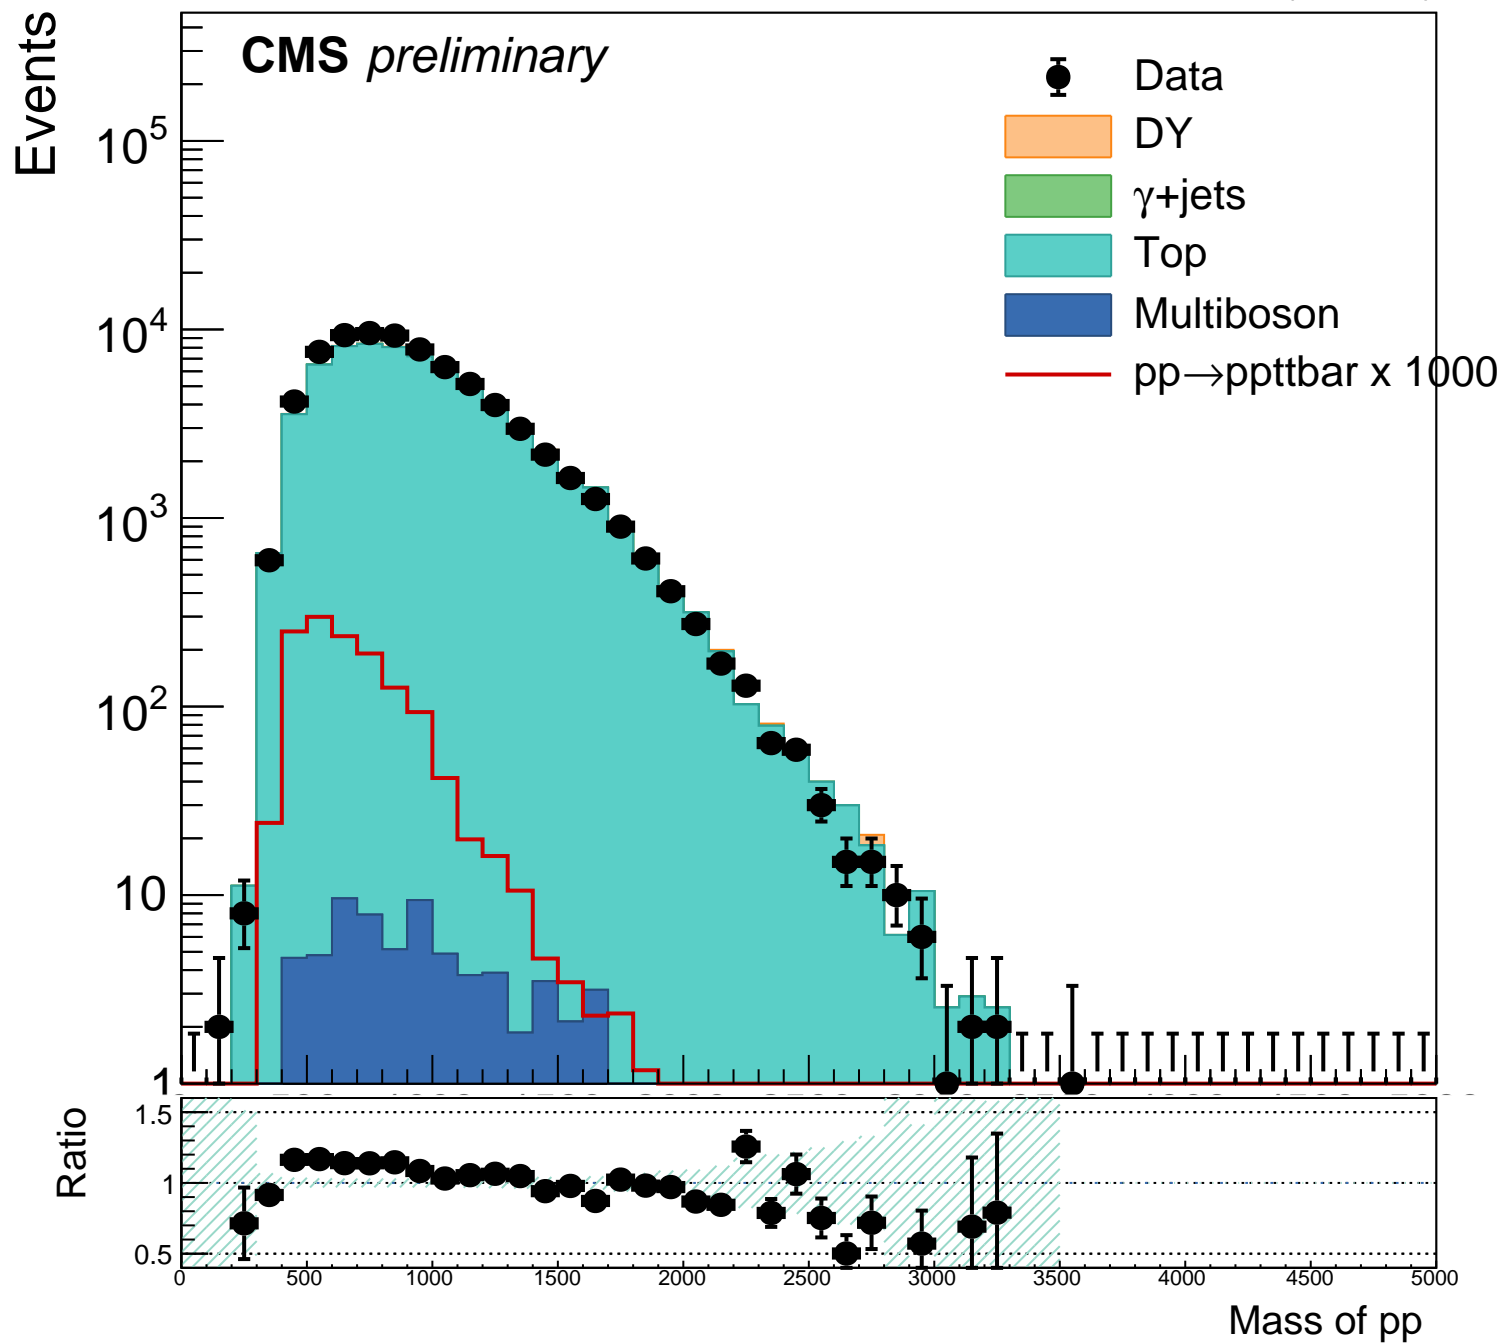 CMS preliminary
Events
Data
DY
γ+jets
Top
Multiboson
pp→ppttbar x 1000
10^5
10^4
10^3
10^2
10
1
Ratio
1.5
1
0.5
0 500 1000 1500 2000 2500 3000 3500 4000 4500 5000
Mass of pp